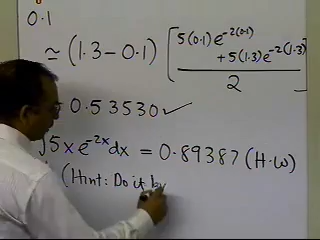 0.1
≃ (1.3 - 0.1) [ 5(0.1)e^{-2(0.1)} + 5(1.3)e^{-2(1.3)} / 2 ]
0.53530 ✓
∫5xe^{-2x}dx = 0.89387 (H.W)
(Hint: Do it by